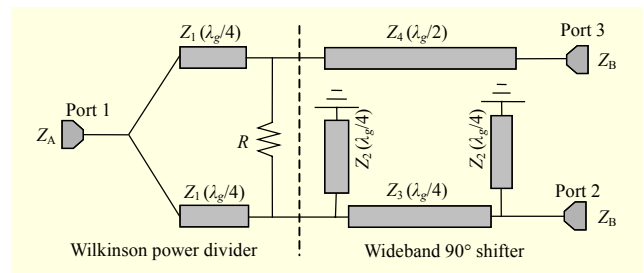 Z1 (λg/4)
Z4 (λg/2)
Port 3
ZB
Port 1
ZA
R
Z2 (λg/4)
Z2 (λg/4)
Z1 (λg/4)
Z3 (λg/4)
Port 2
ZB
Wilkinson power divider
Wideband 90° shifter